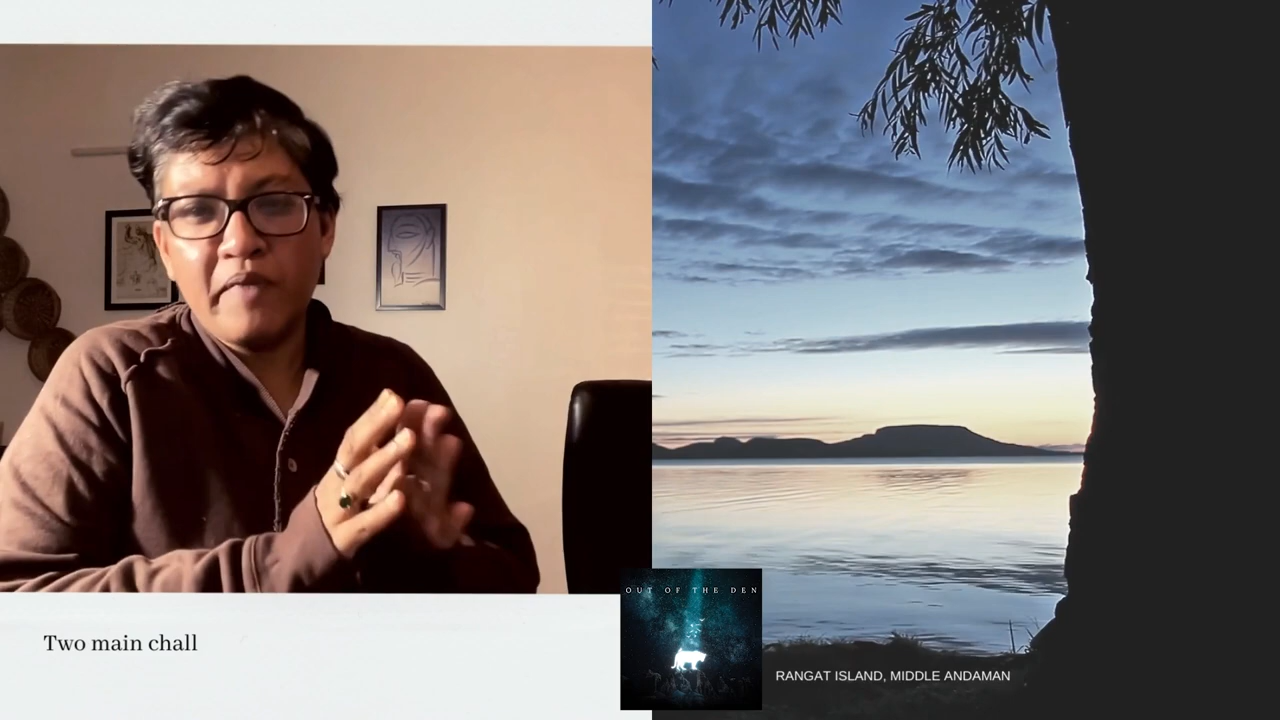 Two main chall
OUT OF THE DEN
RANGAT ISLAND, MIDDLE ANDAMAN